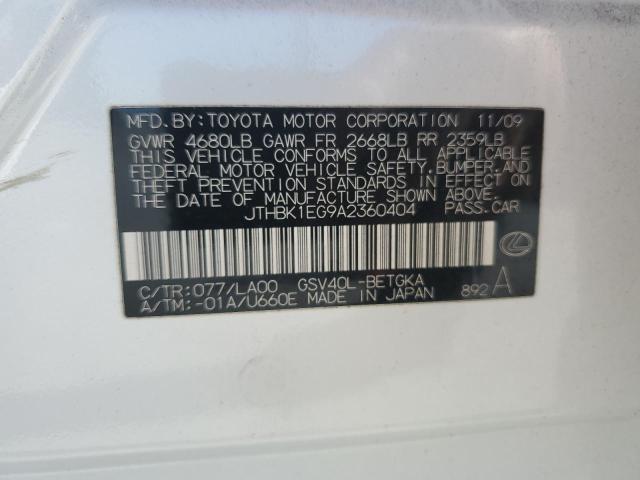 MFD. BY: TOYOTA MOTOR CORPORATION 11/09
GVWR 4680LB GAWR FR 2668LB RR 2359LB
THIS VEHICLE CONFORMS TO ALL APPLICABLE
FEDERAL MOTOR VEHICLE SAFETY, BUMPER, AND
THEFT PREVENTION STANDARDS IN EFFECT ON
THE DATE OF MANUFACTURE SHOWN ABOVE.
JTHBK1EG9A2360404 PASS. CAR
C/TR: 077/LA00 GSV40L-BETGKA
A/TM: -01A/U660E MADE IN JAPAN 892 A